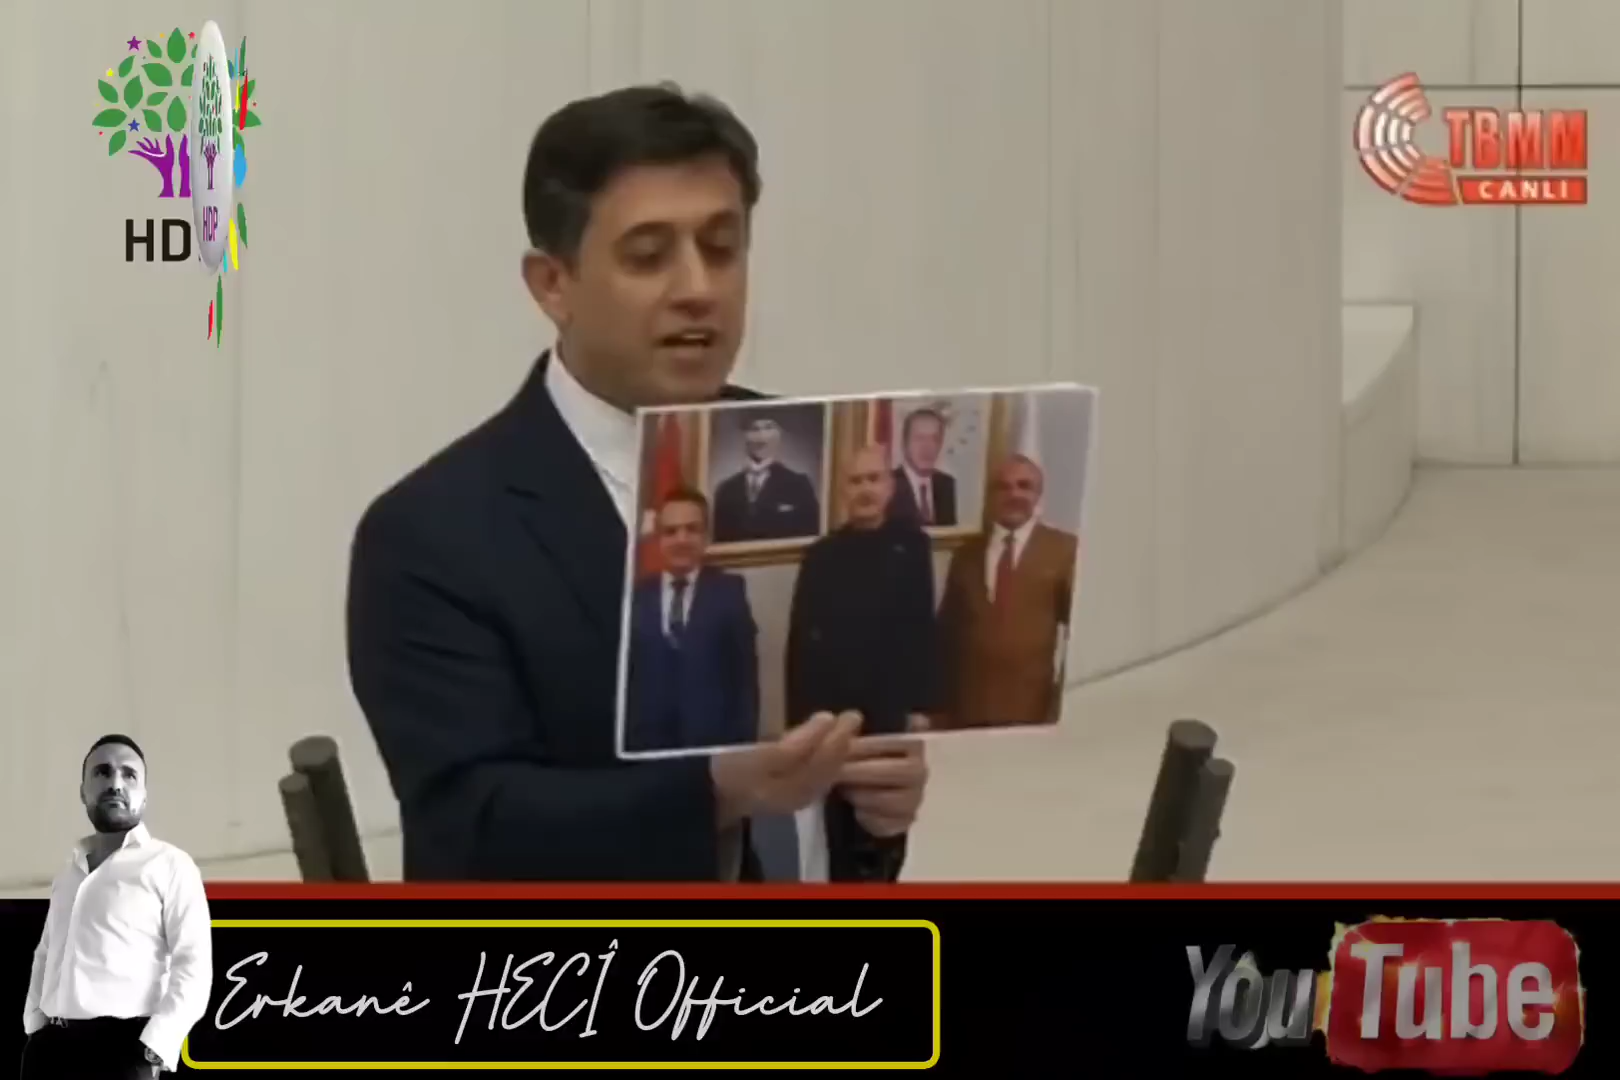 HD
HDP
TBMM
CANLI
Erkanê HECÎ Official
YouTube